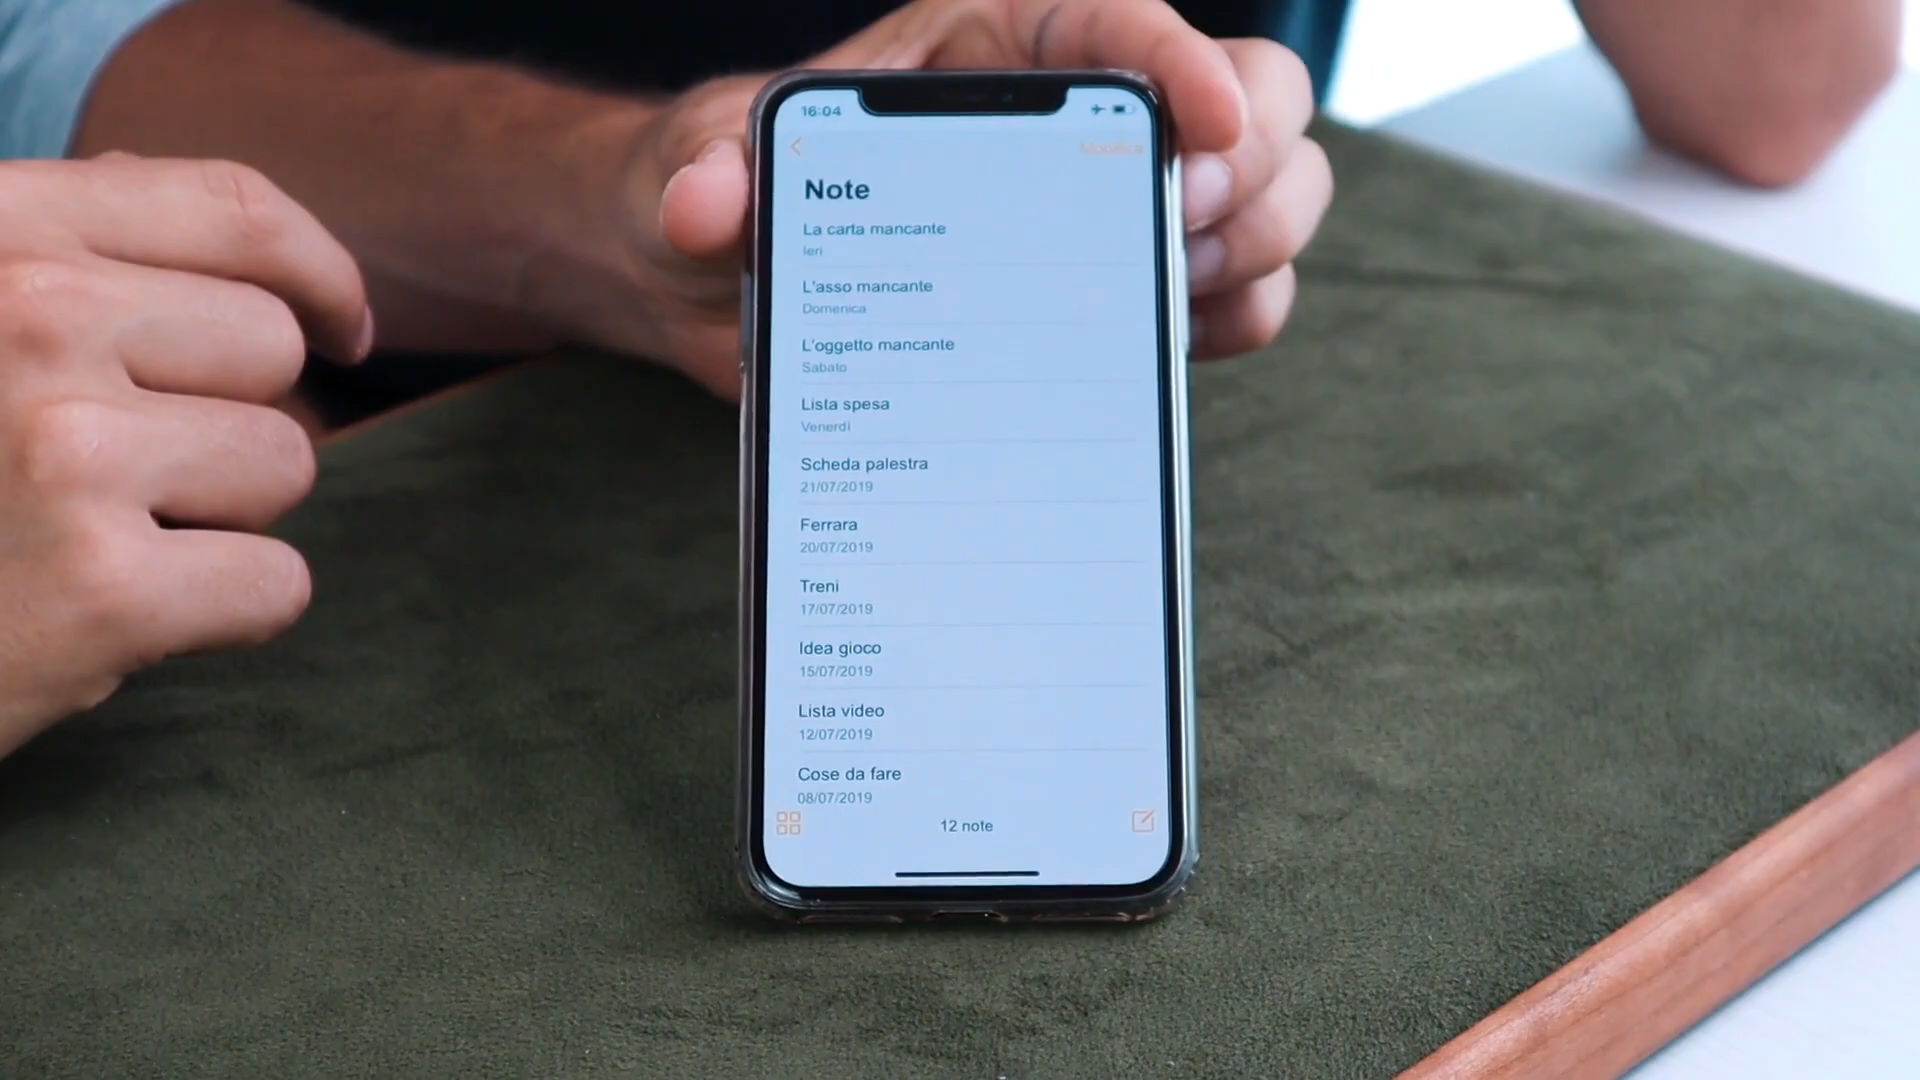 16:04
Modifica
Note
La carta mancante
Ieri
L'asso mancante
Domenica
L'oggetto mancante
Sabato
Lista spesa
Venerdì
Scheda palestra
21/07/2019
Ferrara
20/07/2019
Treni
17/07/2019
Idea gioco
15/07/2019
Lista video
12/07/2019
Cose da fare
08/07/2019
12 note